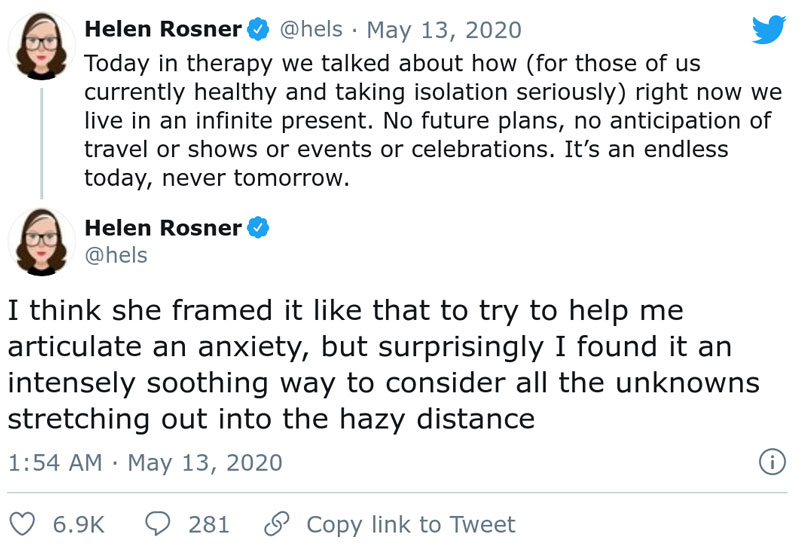 Helen Rosner @hels · May 13, 2020
Today in therapy we talked about how (for those of us
currently healthy and taking isolation seriously) right now we
live in an infinite present. No future plans, no anticipation of
travel or shows or events or celebrations. It’s an endless
today, never tomorrow.
Helen Rosner
@hels
I think she framed it like that to try to help me
articulate an anxiety, but surprisingly I found it an
intensely soothing way to consider all the unknowns
stretching out into the hazy distance
1:54 AM · May 13, 2020
6.9K 281 Copy link to Tweet